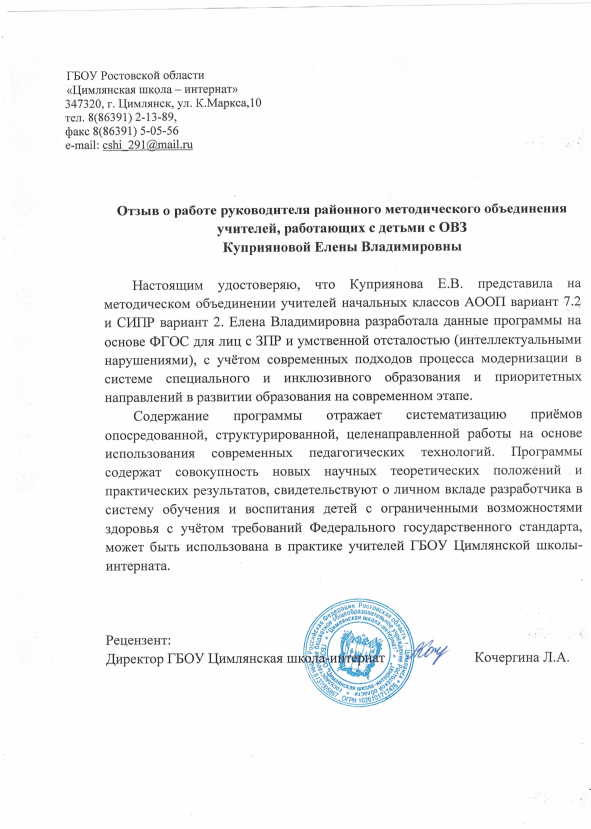 ГБОУ Ростовской области
«Цимлянская школа – интернат»
347320, г. Цимлянск, ул. К.Маркса,10
тел. 8(86391) 2-13-89,
факс 8(86391) 5-05-56
e-mail: cshi_291@mail.ru
Отзыв о работе руководителя районного методического объединения
учителей, работающих с детьми с ОВЗ
Куприяновой Елены Владимировны
Настоящим удостоверяю, что Куприянова Е.В. представила на
методическом объединении учителей начальных классов АООП вариант 7.2
и СИПР вариант 2. Елена Владимировна разработала данные программы на
основе ФГОС для лиц с ЗПР и умственной отсталостью (интеллектуальными
нарушениями), с учётом современных подходов процесса модернизации в
системе специального и инклюзивного образования и приоритетных
направлений в развитии образования на современном этапе.
Содержание программы отражает систематизацию приёмов
опосредованной, структурированной, целенаправленной работы на основе
использования современных педагогических технологий. Программы
содержат совокупность новых научных теоретических положений и
практических результатов, свидетельствуют о личном вкладе разработчика в
систему обучения и воспитания детей с ограниченными возможностями
здоровья с учётом требований Федерального государственного стандарта,
может быть использована в практике учителей ГБОУ Цимлянской школы-
интерната.
Рецензент:
Директор ГБОУ Цимлянская школа-интернат Кочергина Л.А.